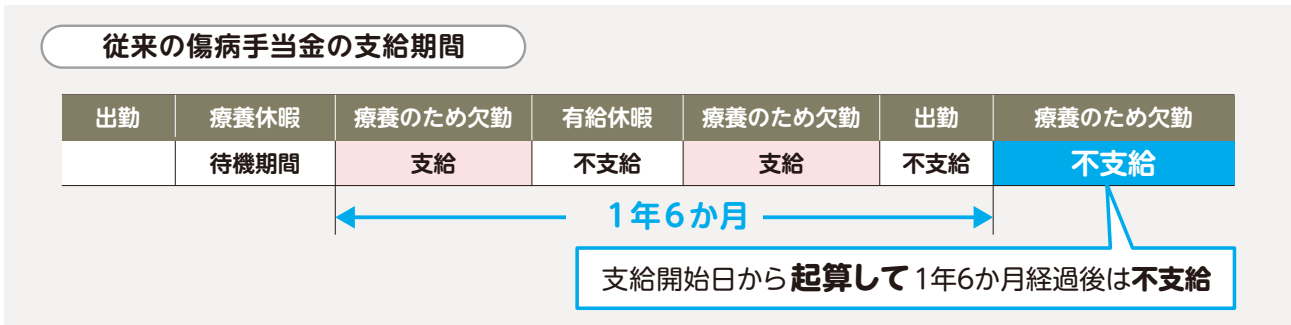 従来の傷病手当金の支給期間
出勤 療養休暇 療養のため欠勤 有給休暇 療養のため欠勤 出勤 療養のため欠勤
待機期間 支給 不支給 支給 不支給 不支給
1年6か月
支給開始日から起算して1年6か月経過後は不支給